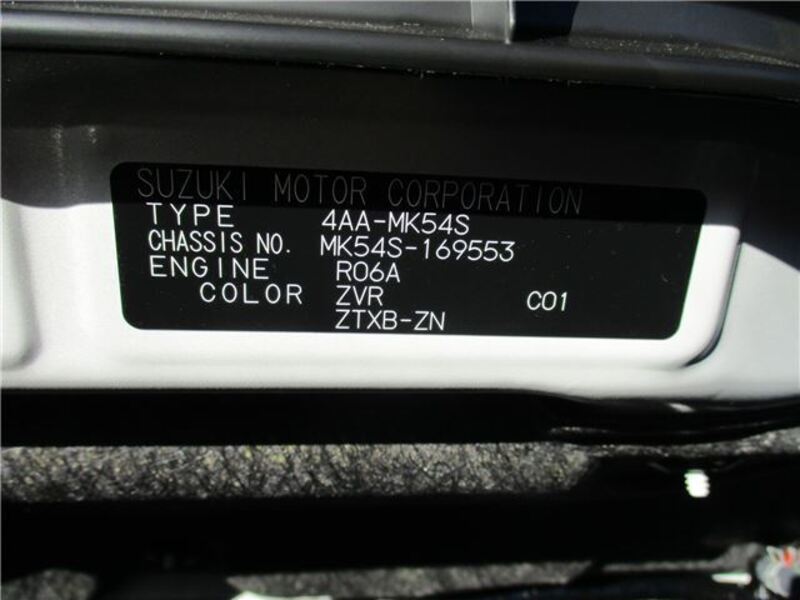 SUZUKI MOTOR CORPORATION
TYPE 4AA-MK54S
CHASSIS NO. MK54S-169553
ENGINE R06A
COLOR ZVR C01
ZTXB-ZN